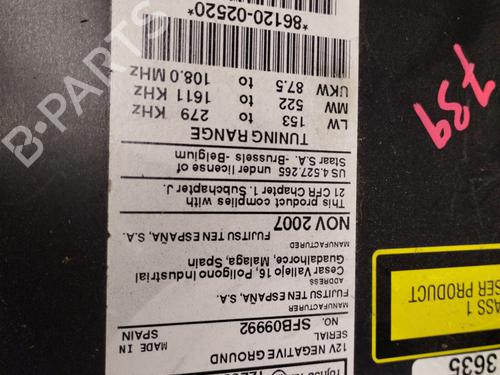 12V NEGATIVE GROUND
SERIAL
NO. SFB09992
MADE IN
SPAIN
FUJITSU TEN ESPAÑA, S.A.
ADDRESS
Cesar Vallejo 16, Poligono Industrial
Guadalhorce, Malaga, Spain
MANUFACTURED
FUJITSU TEN ESPAÑA, S.A.
MANUFACTURED
NOV 2007
This product complies with
21 CFR Chapter 1. Subchapter J.
US.4.527.265 under license of
Staar S.A. -Brussels -Belgium
TUNING RANGE
LW 153 to 279 KHz
MW 522 to 1611 KHz
UKW 87.5 to 108.0 MHz
*86120-02520*
3635
ASS 1
SER PRODUCT
B-PARTS